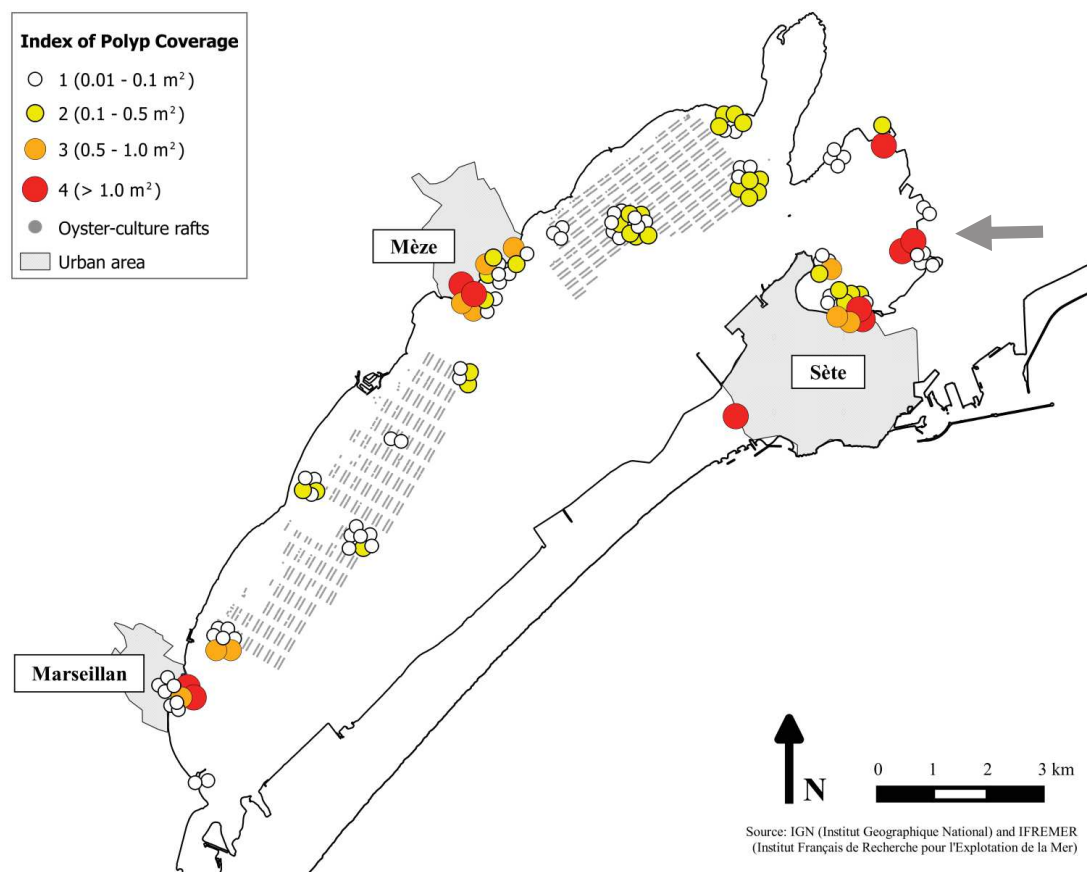 Index of Polyp Coverage
1 (0.01 - 0.1 m²)
2 (0.1 - 0.5 m²)
3 (0.5 - 1.0 m²)
4 (> 1.0 m²)
Oyster-culture rafts
Urban area
Mèze
Sète
Marseillan
N
0 1 2 3 km
Source: IGN (Institut Geographique National) and IFREMER
(Institut Français de Recherche pour l'Explotation de la Mer)